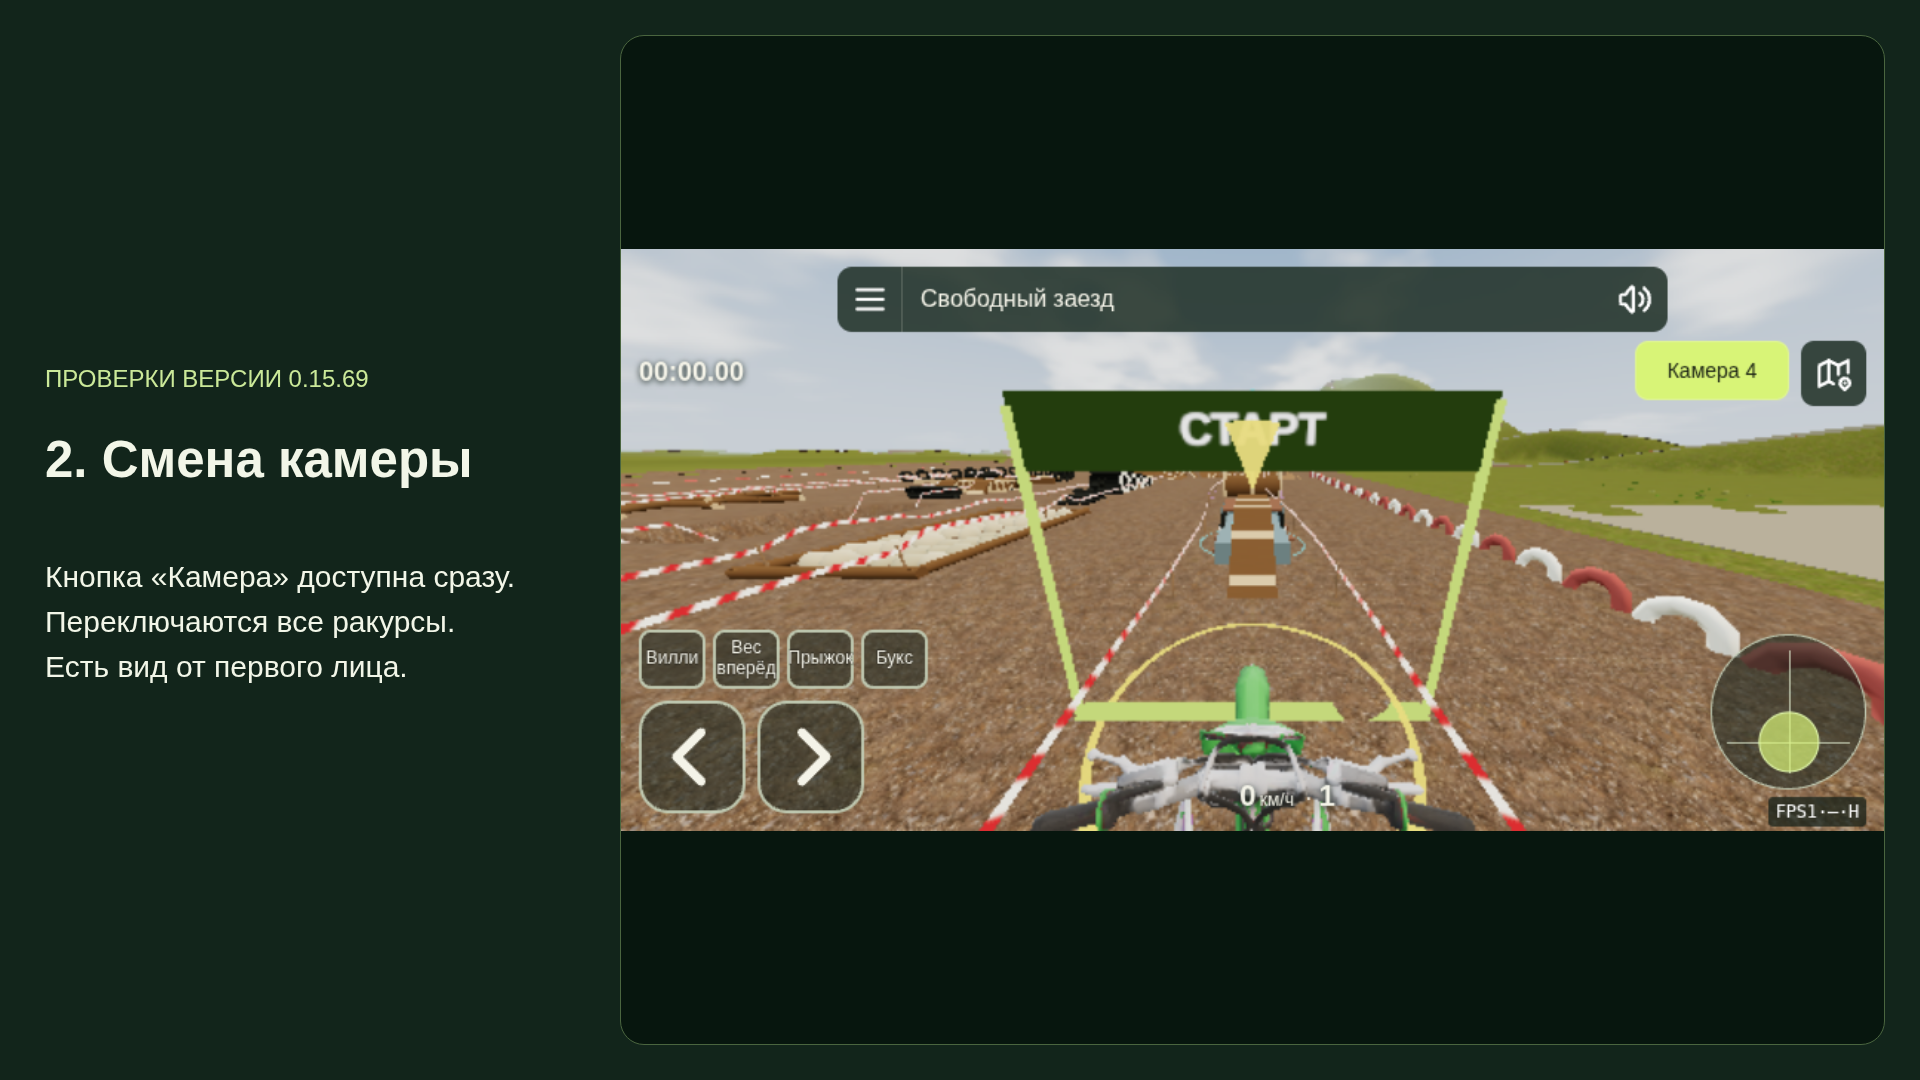 ПРОВЕРКИ ВЕРСИИ 0.15.69
2. Смена камеры
Кнопка «Камера» доступна сразу.
Переключаются все ракурсы.
Есть вид от первого лица.
Свободный заезд
00:00.00
Камера 4
СТАРТ
Вилли
Вес
вперёд
Прыжок
Букс
0 км/ч · 1
FPS1·—·H